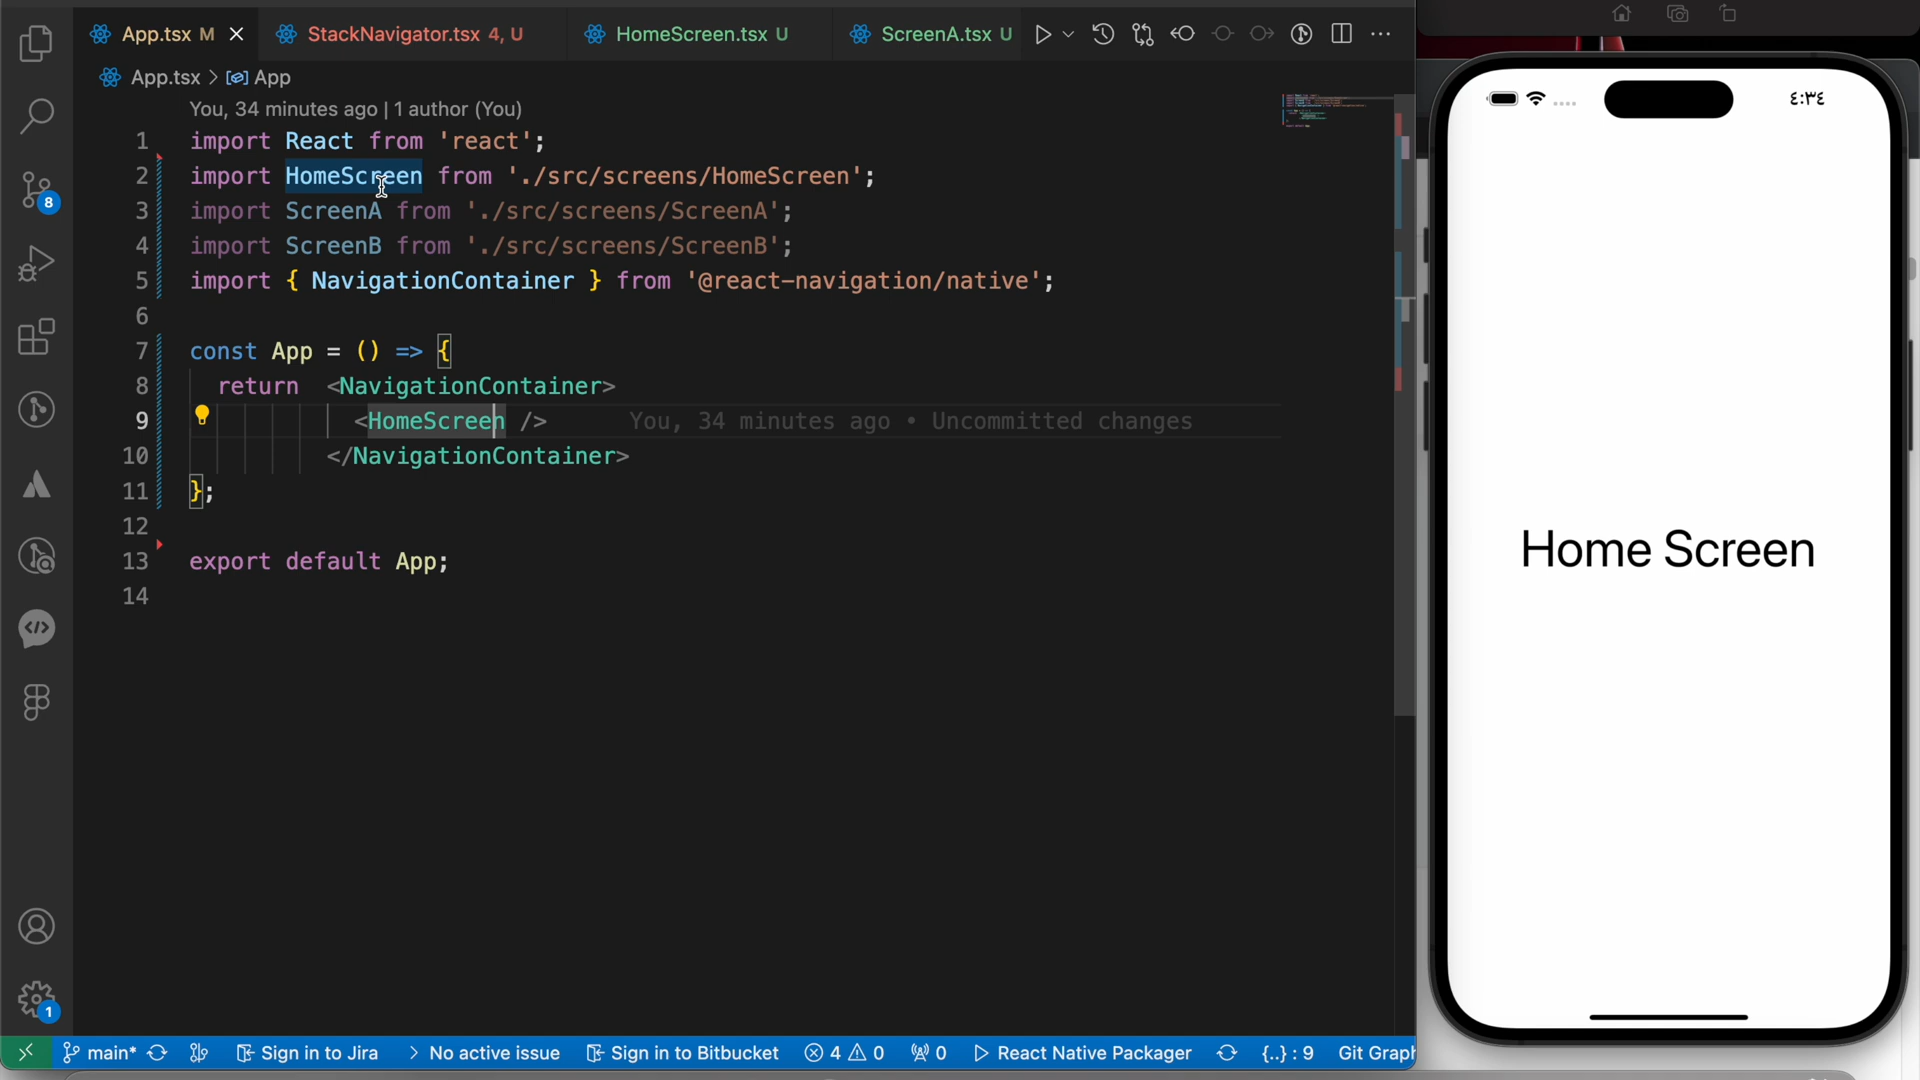 App.tsx M
StackNavigator.tsx 4, U
HomeScreen.tsx U
ScreenA.tsx U
App.tsx > App
You, 34 minutes ago | 1 author (You)
1 import React from 'react';
2 import HomeScreen from './src/screens/HomeScreen';
3 import ScreenA from './src/screens/ScreenA';
4 import ScreenB from './src/screens/ScreenB';
5 import { NavigationContainer } from '@react-navigation/native';
6
7 const App = () => {
8 return <NavigationContainer>
9 <HomeScreen /> You, 34 minutes ago • Uncommitted changes
10 </NavigationContainer>
11 };
12
13 export default App;
14
8
1
main*
Sign in to Jira
No active issue
Sign in to Bitbucket
4
0
0
React Native Packager
{..} : 9
Git Graph
٤:٣٤
Home Screen